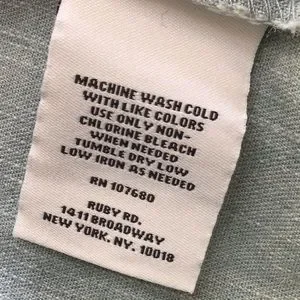 MACHINE WASH COLD
WITH LIKE COLORS
USE ONLY NON-
CHLORINE BLEACH
WHEN NEEDED
TUMBLE DRY LOW
LOW IRON AS NEEDED
RN 107680
RUBY RD.
1411 BROADWAY
NEW YORK. NY. 10018